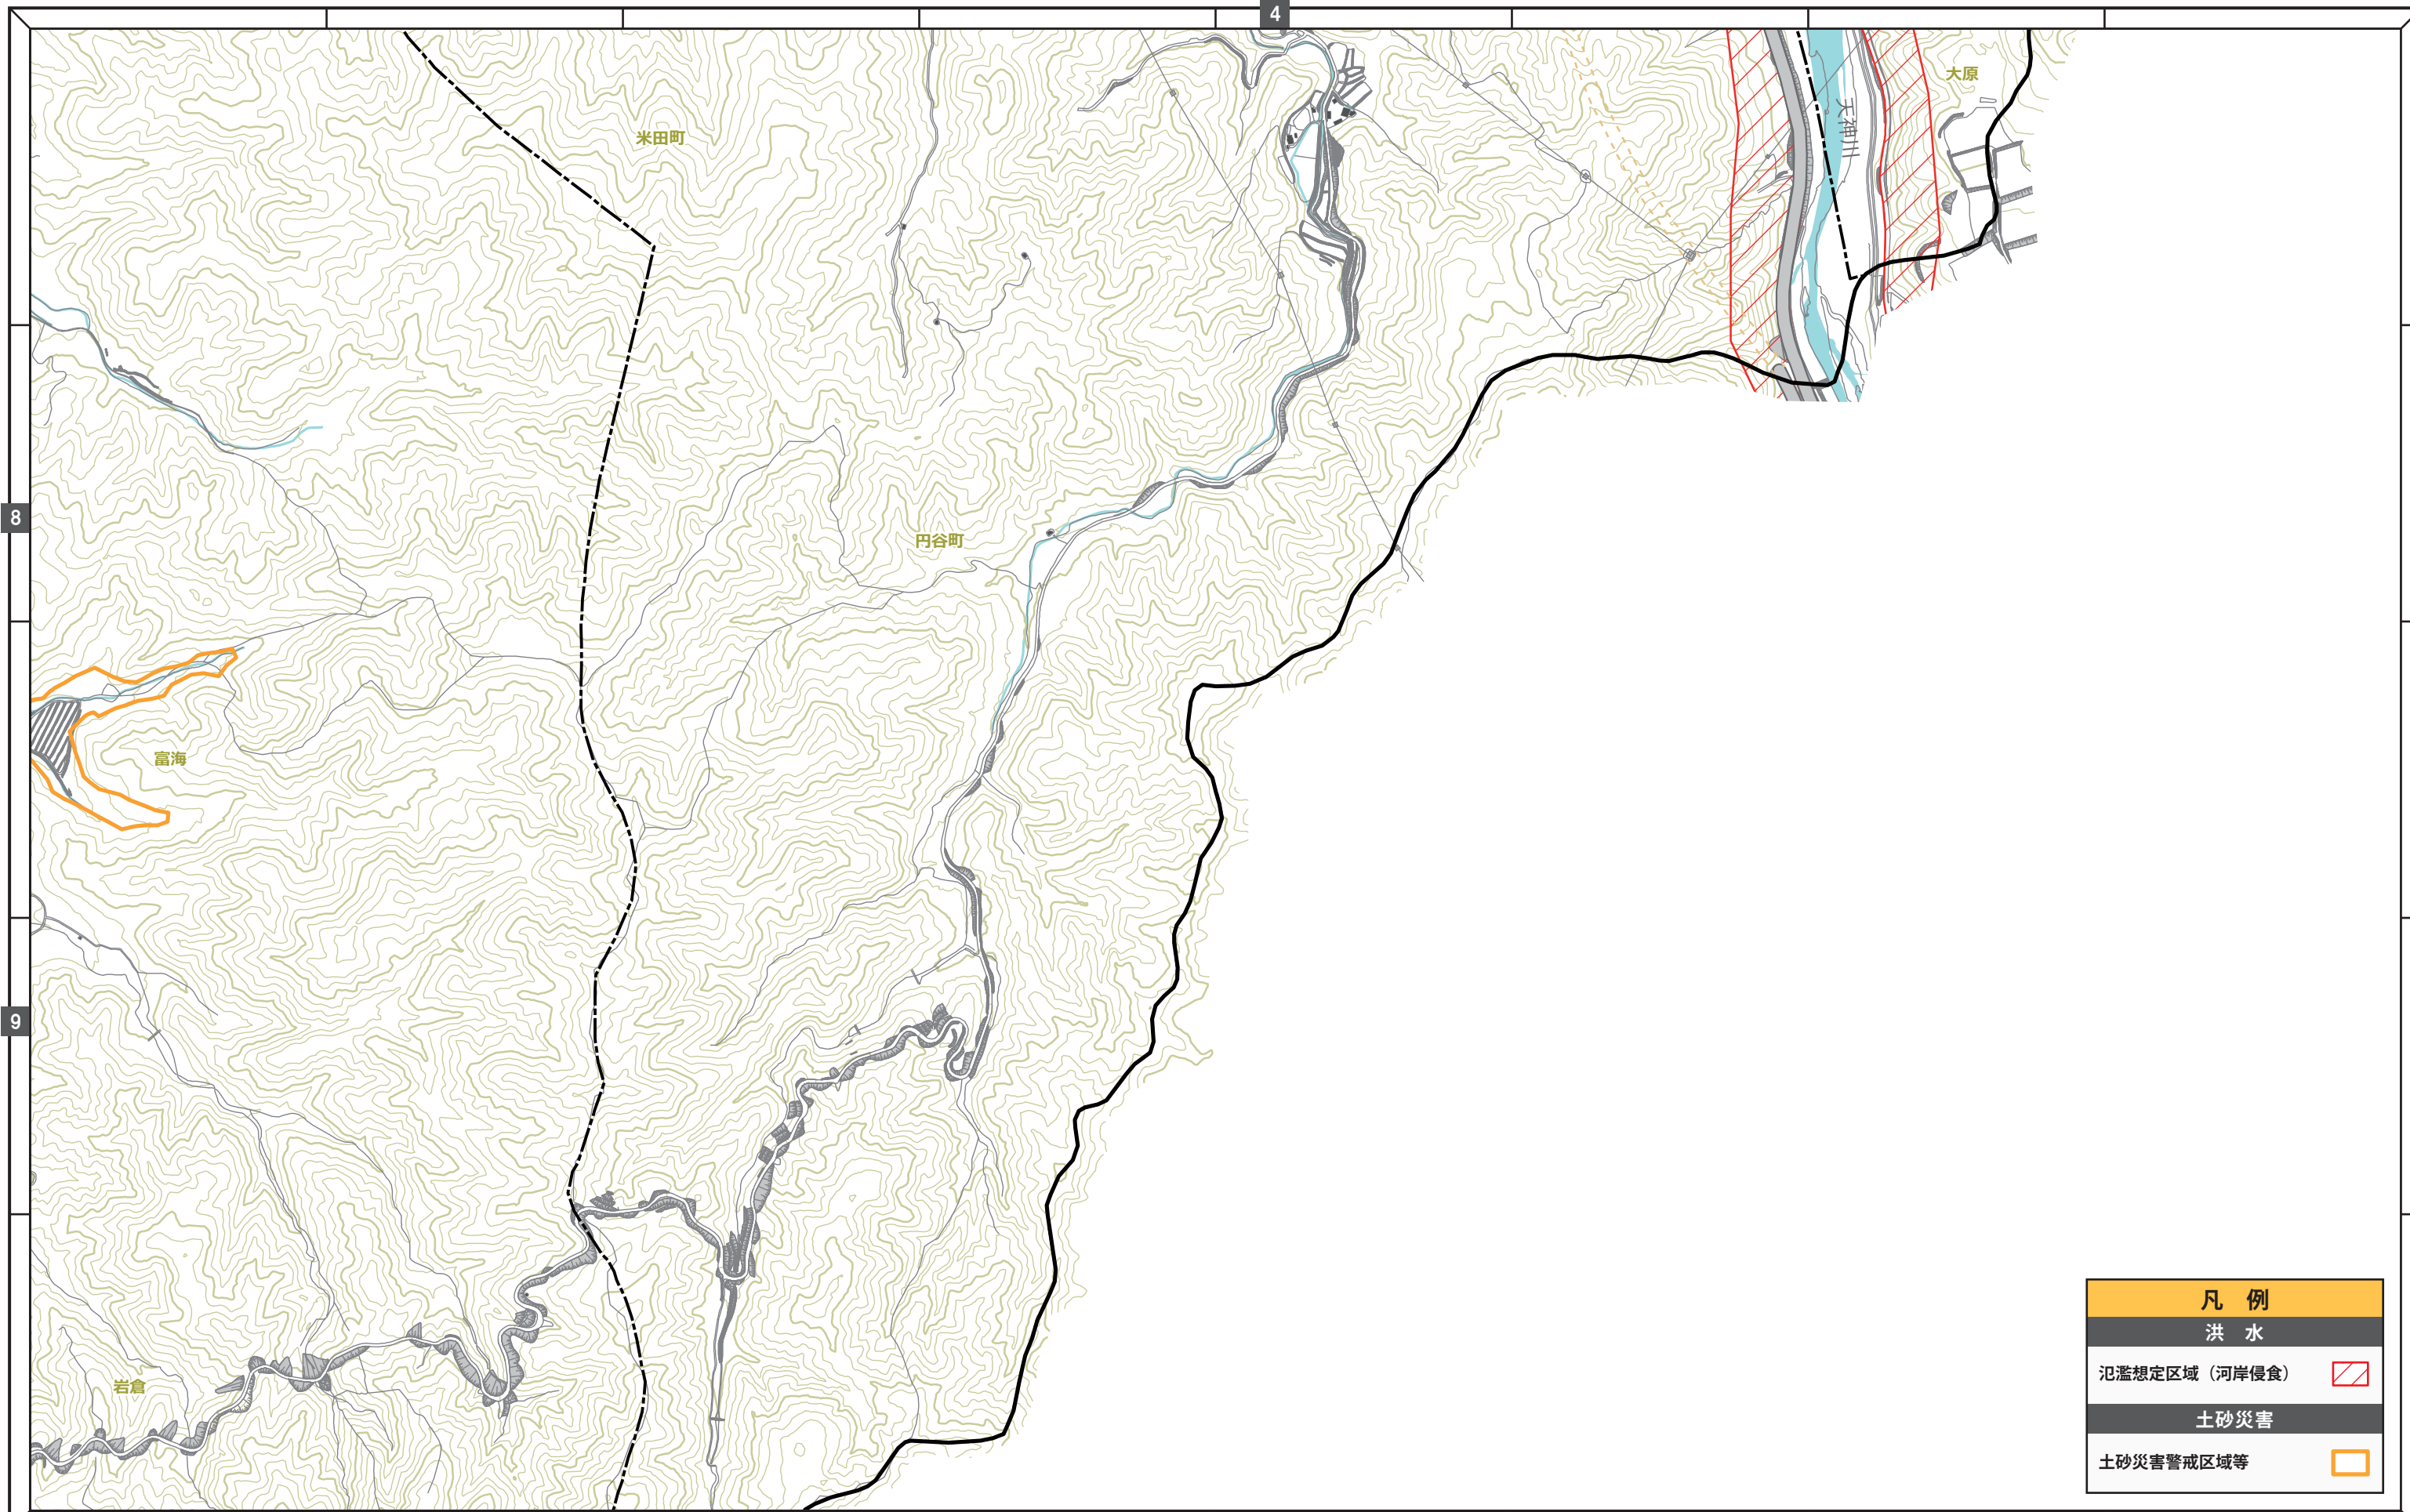 4
大原
天神川
米田町
8
円谷町
富海
9
岩倉
凡 例
洪 水
氾濫想定区域（河岸侵食）
土砂災害
土砂災害警戒区域等